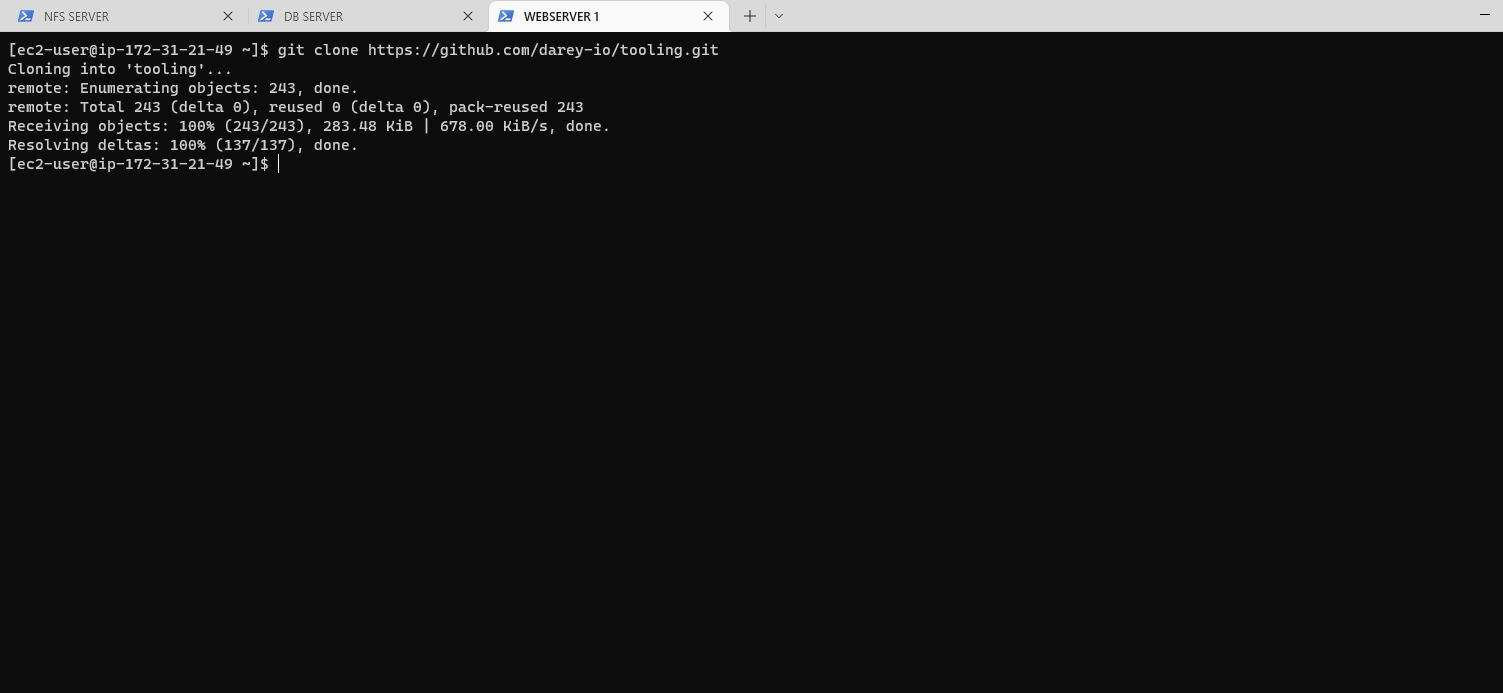 NFS SERVER
DB SERVER
WEBSERVER 1
[ec2-user@ip-172-31-21-49 ~]$ git clone https://github.com/darey-io/tooling.git
Cloning into 'tooling'...
remote: Enumerating objects: 243, done.
remote: Total 243 (delta 0), reused 0 (delta 0), pack-reused 243
Receiving objects: 100% (243/243), 283.48 KiB | 678.00 KiB/s, done.
Resolving deltas: 100% (137/137), done.
[ec2-user@ip-172-31-21-49 ~]$